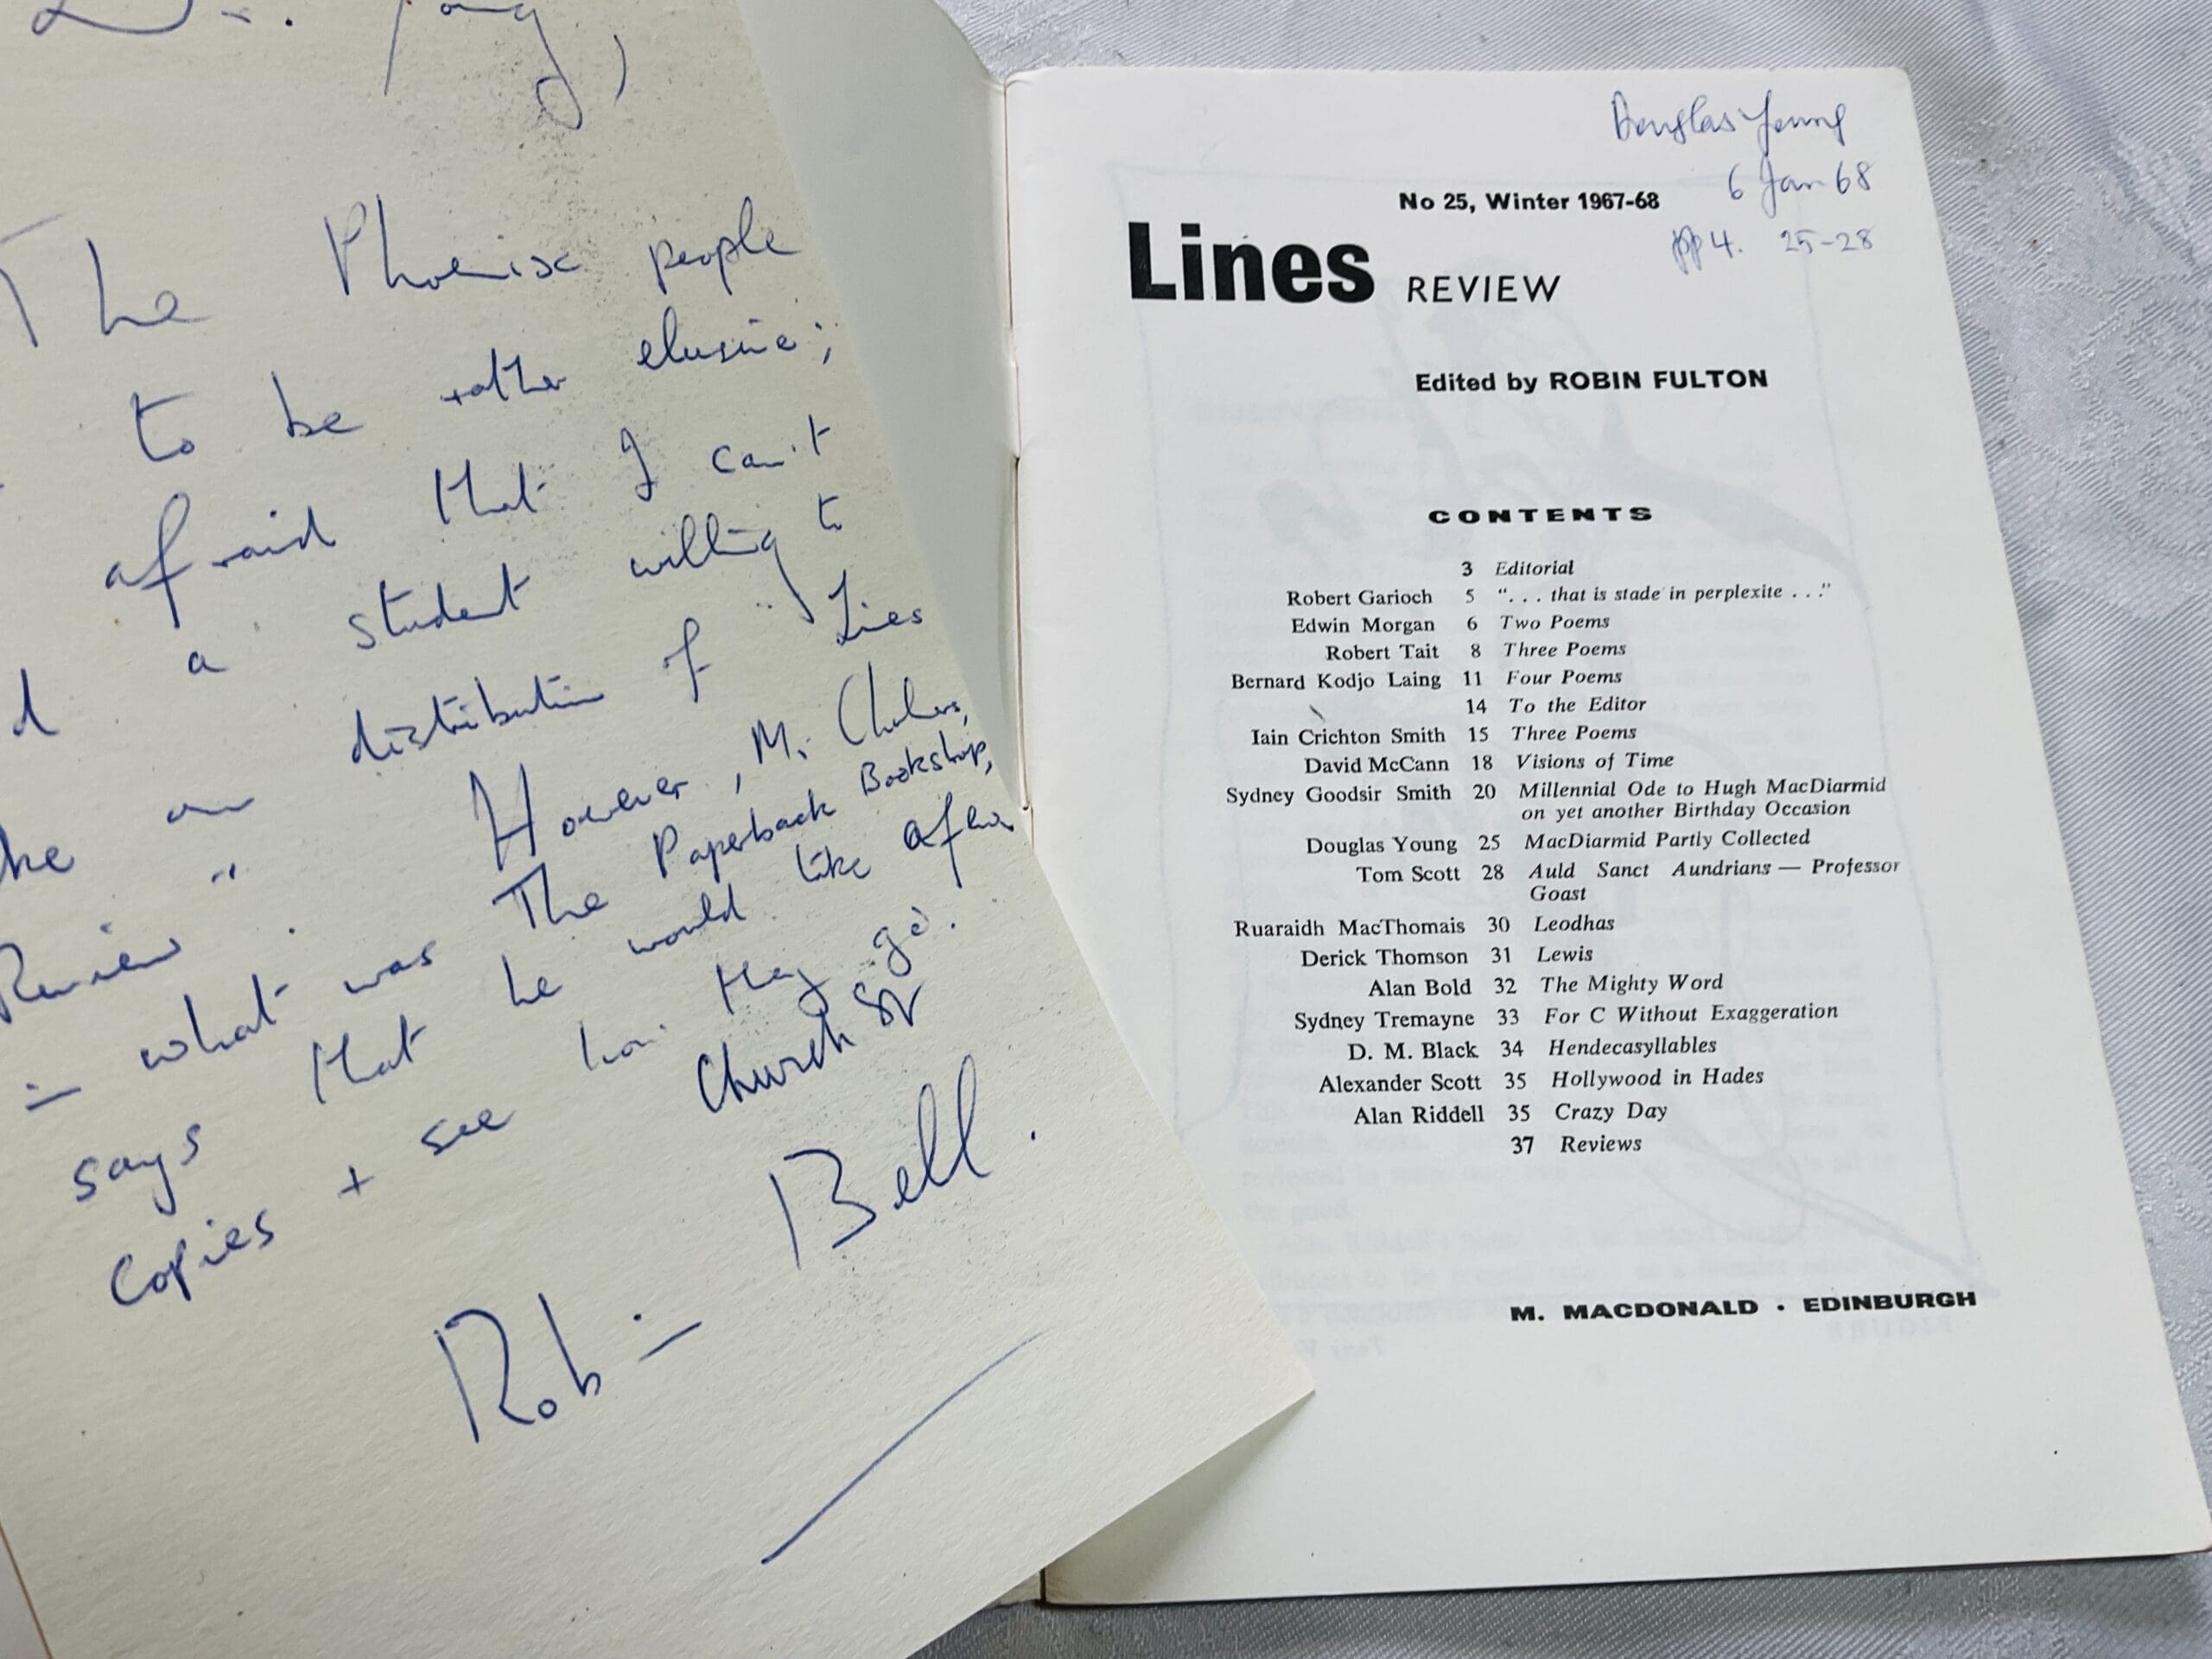 Dr. Young,
The Phoenix people
to be rather elusive;
afraid that I can't
a student willing to
distribution of "Lines
Review". However, Mr.
in what was The Paperback Bookshop,
says that he would like a few
copies + see how they go.
Church St
Robin Bell.
Douglas Young
6 Jan 68
pp 4. 25-28
No 25, Winter 1967-68
Lines REVIEW
Edited by ROBIN FULTON
CONTENTS
3 Editorial
Robert Garioch 5 ". . . that is stade in perplexite . . ."
Edwin Morgan 6 Two Poems
Robert Tait 8 Three Poems
Bernard Kodjo Laing 11 Four Poems
14 To the Editor
Iain Crichton Smith 15 Three Poems
David McCann 18 Visions of Time
Sydney Goodsir Smith 20 Millennial Ode to Hugh MacDiarmid
on yet another Birthday Occasion
Douglas Young 25 MacDiarmid Partly Collected
Tom Scott 28 Auld Sanct Aundrians — Professor
Goast
Ruaraidh MacThomais 30 Leodhas
Derick Thomson 31 Lewis
Alan Bold 32 The Mighty Word
Sydney Tremayne 33 For C Without Exaggeration
D. M. Black 34 Hendecasyllables
Alexander Scott 35 Hollywood in Hades
Alan Riddell 35 Crazy Day
37 Reviews
M. MACDONALD · EDINBURGH